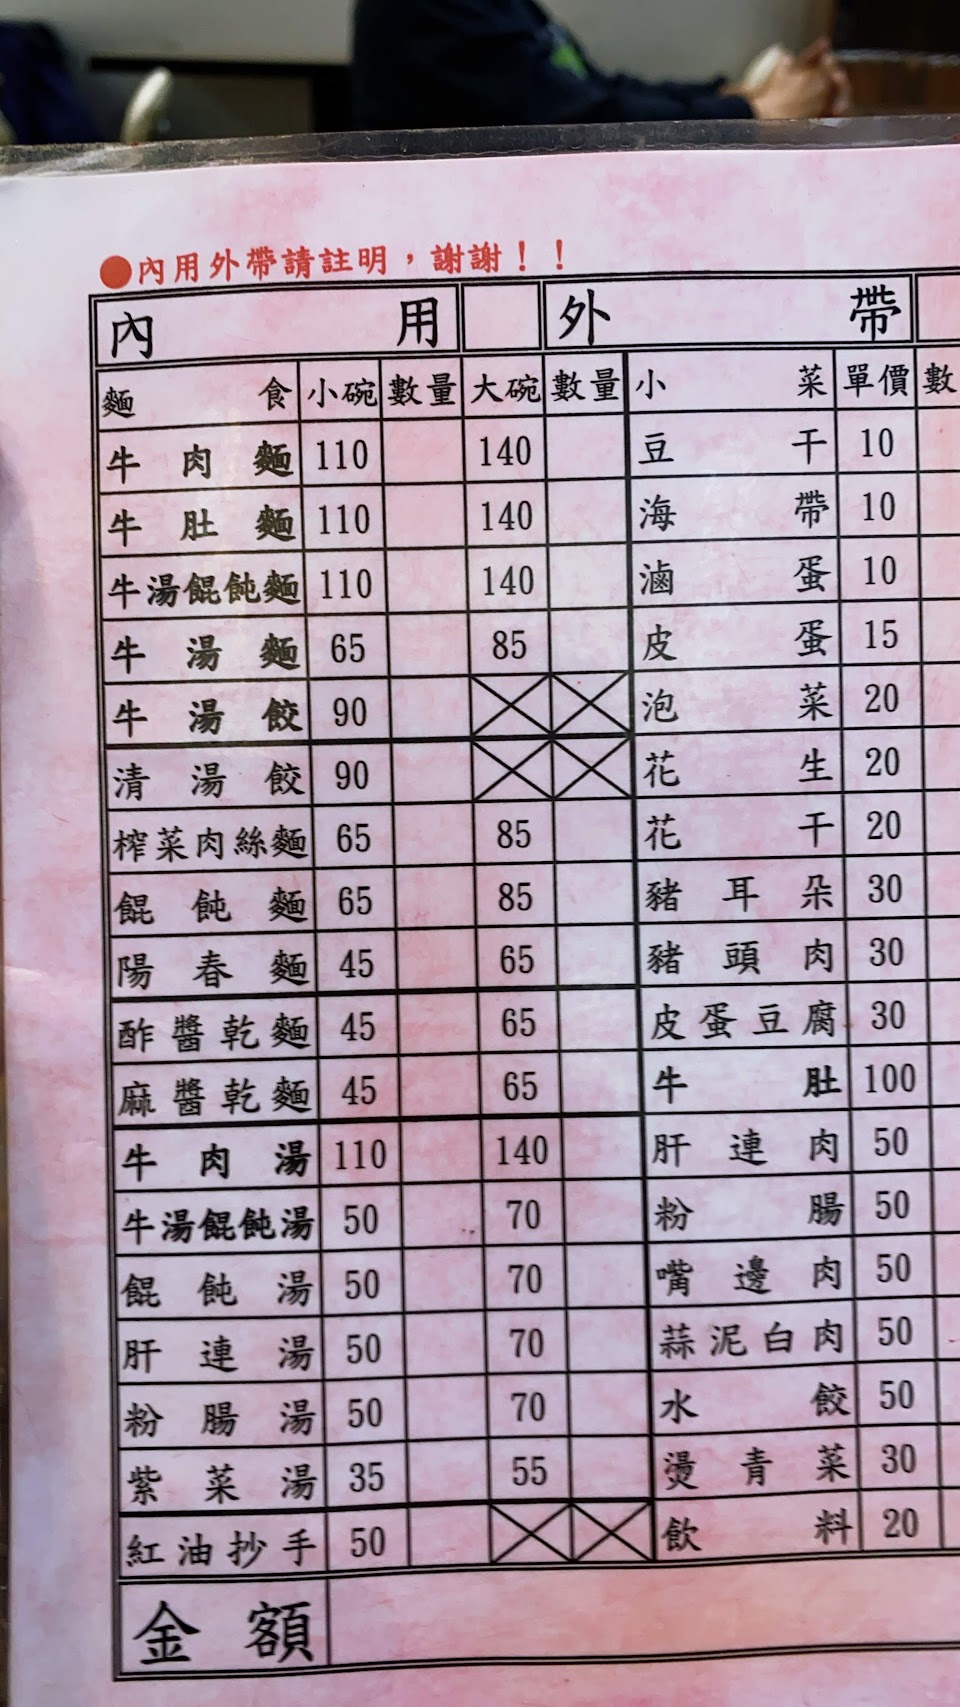 ●內用外帶請註明，謝謝！！
內用 外帶
麵食 小碗 數量 大碗 數量 小菜 單價 數
牛肉麵 110 140 豆干 10
牛肚麵 110 140 海帶 10
牛湯餛飩麵 110 140 滷蛋 10
牛湯麵 65 85 皮蛋 15
牛湯餃 90 泡菜 20
清湯餃 90 花生 20
榨菜肉絲麵 65 85 花干 20
餛飩麵 65 85 豬耳朵 30
陽春麵 45 65 豬頭肉 30
酢醬乾麵 45 65 皮蛋豆腐 30
麻醬乾麵 45 65 牛肚 100
牛肉湯 110 140 肝連肉 50
牛湯餛飩湯 50 70 粉腸 50
餛飩湯 50 70 嘴邊肉 50
肝連湯 50 70 蒜泥白肉 50
粉腸湯 50 70 水餃 50
紫菜湯 35 55 燙青菜 30
紅油抄手 50 飲料 20
金額